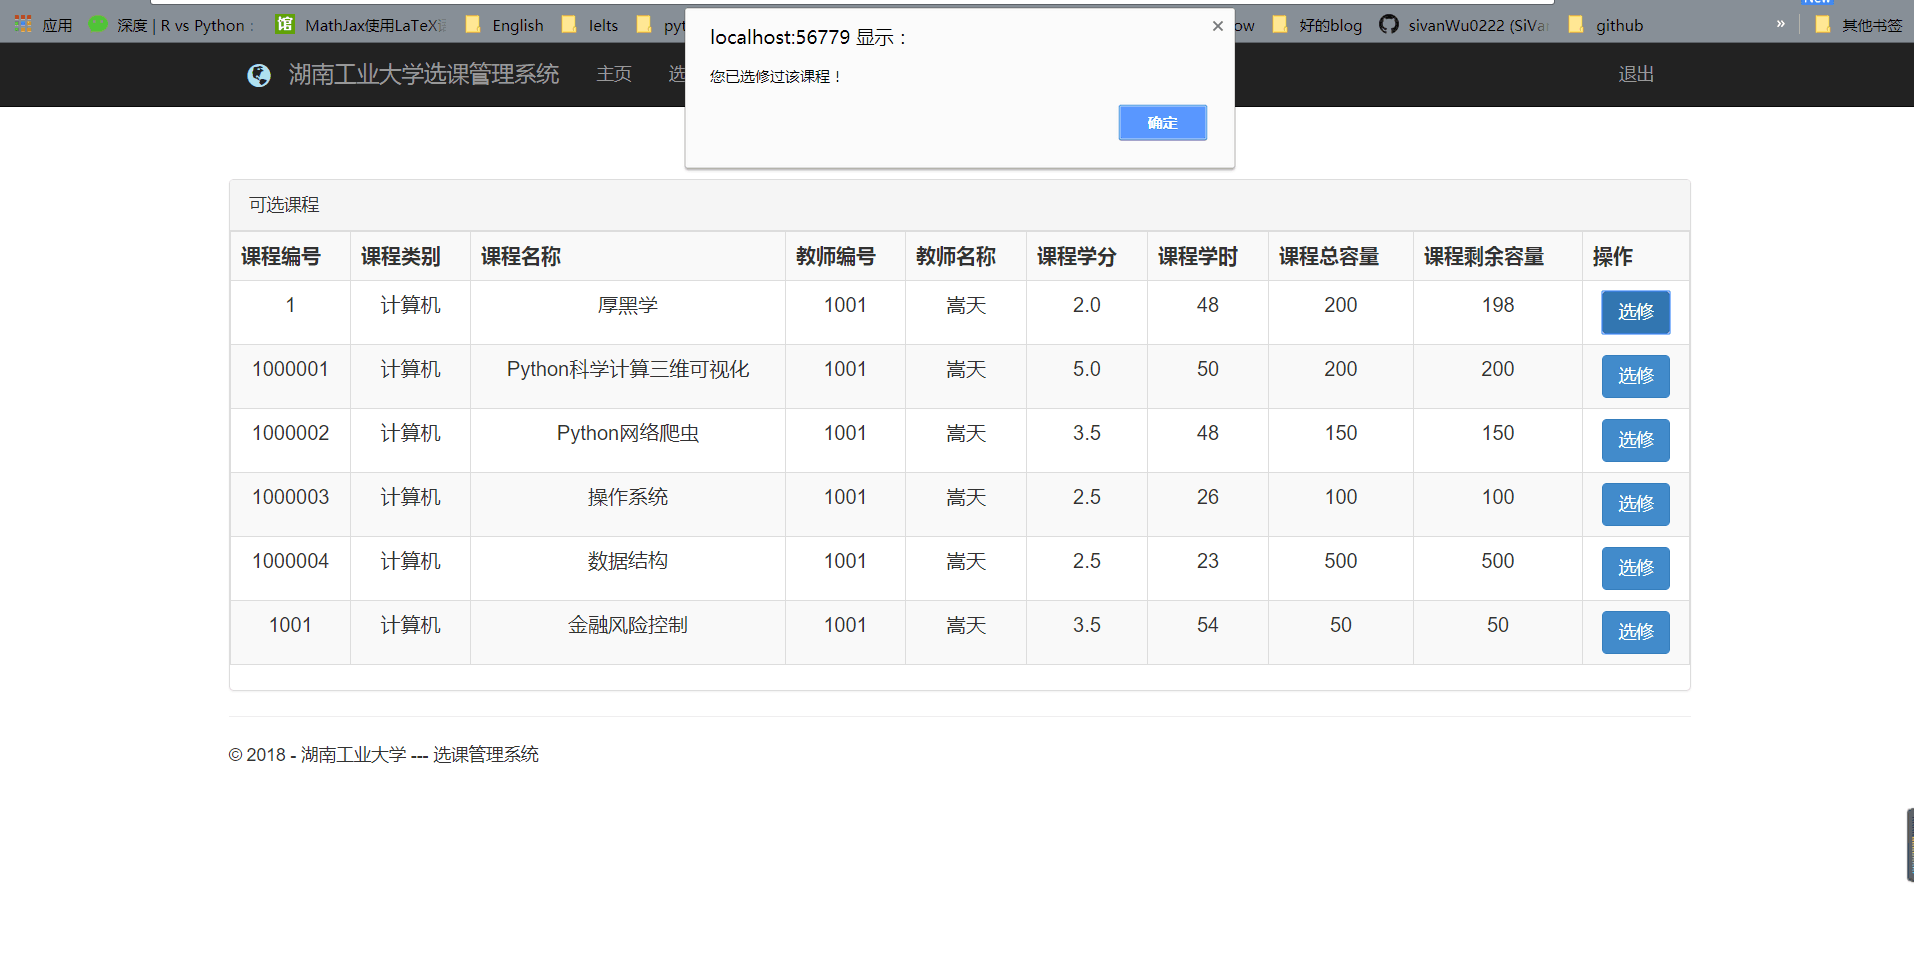 New
应用 深度 | R vs Python : MathJax使用LaTeX English Ielts pyt ow 好的blog sivanWu0222 (SiVa github » 其他书签
localhost:56779 显示：
×
您已选修过该课程！
确定
湖南工业大学选课管理系统 主页 选 退出
可选课程
课程编号 课程类别 课程名称 教师编号 教师名称 课程学分 课程学时 课程总容量 课程剩余容量 操作
1 计算机 厚黑学 1001 嵩天 2.0 48 200 198 选修
1000001 计算机 Python科学计算三维可视化 1001 嵩天 5.0 50 200 200 选修
1000002 计算机 Python网络爬虫 1001 嵩天 3.5 48 150 150 选修
1000003 计算机 操作系统 1001 嵩天 2.5 26 100 100 选修
1000004 计算机 数据结构 1001 嵩天 2.5 23 500 500 选修
1001 计算机 金融风险控制 1001 嵩天 3.5 54 50 50 选修
© 2018 - 湖南工业大学 --- 选课管理系统